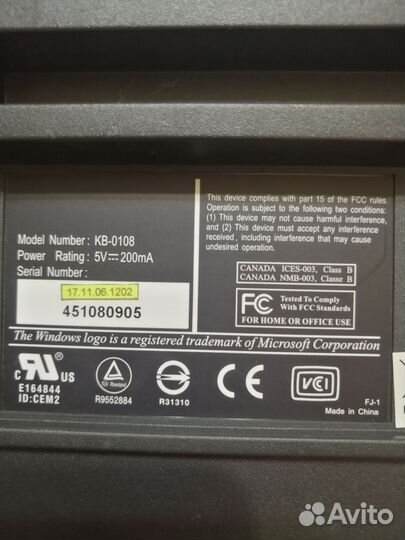 Model Number : KB-0108
Power Rating : 5V⎓200mA
Serial Number :
17.11.06.1202
451080905
This device complies with part 15 of the FCC rules.
Operation is subject to the following two conditions:
(1) This device may not cause harmful interference,
and (2) This device must accept any interference
received , including interference that may cause
undesired operation.
CANADA ICES-003, Class B
CANADA NMB-003, Classe B
FC Tested To Comply
With FCC Standards
FOR HOME OR OFFICE USE
The Windows logo is a registered trademark of Microsoft Corporation
C UL US
E164844
ID:CEM2
TÜV Rheinland
R9552884
R31310
CE
VCI
FJ-1
Made in China
Avito